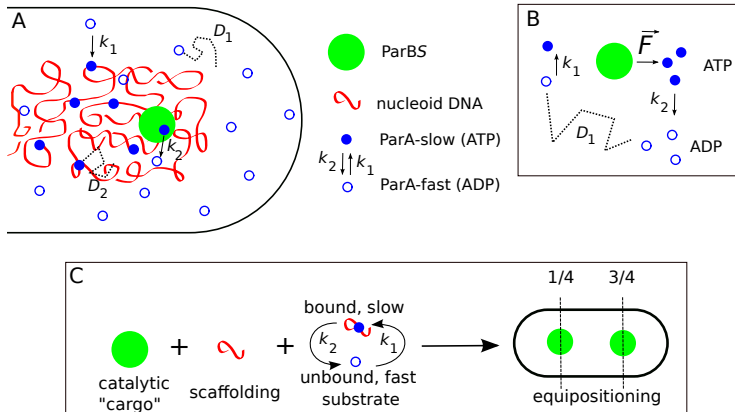 A
k1
D1
k2
D2
ParBS
nucleoid DNA
ParA-slow (ATP)
k2 k1
ParA-fast (ADP)
B
F
k1
ATP
k2
D1
ADP
C
1/4 3/4
bound, slow
k2 k1
+ +
unbound, fast
substrate
catalytic
"cargo"
scaffolding
equipositioning